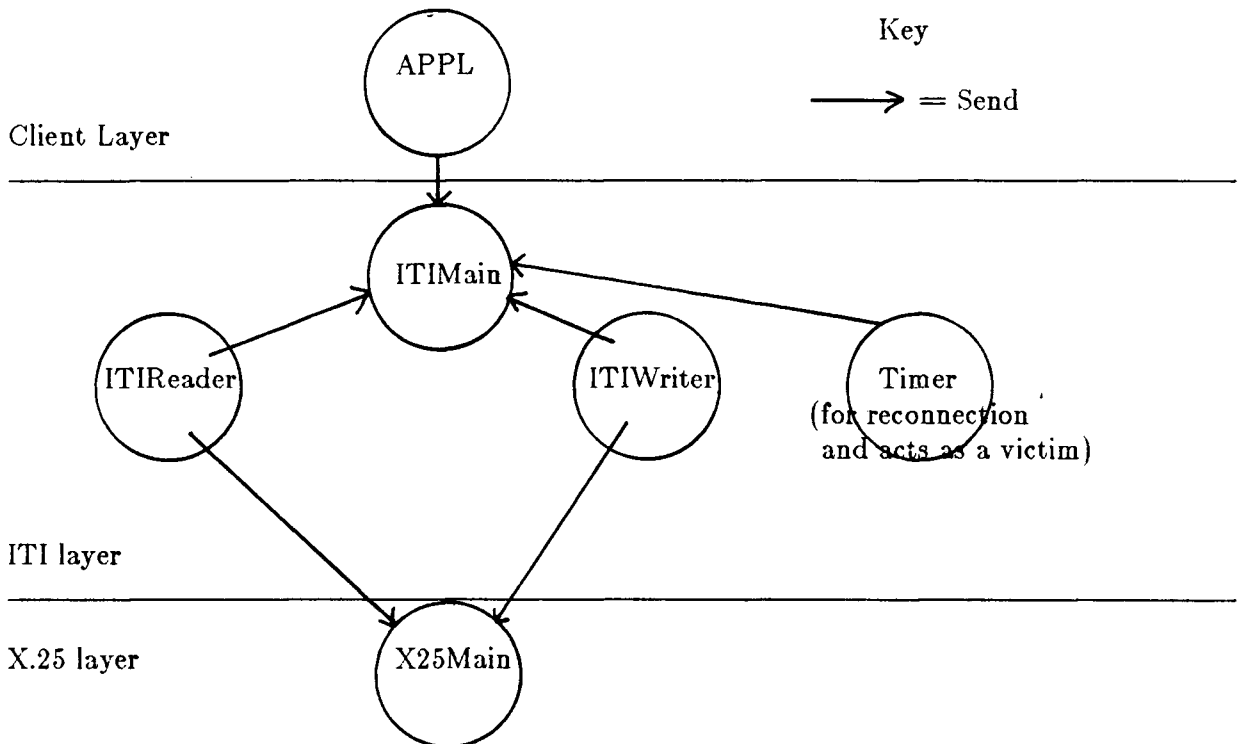 Key
APPL
= Send
Client Layer
ITIMain
ITIReader
ITIWriter
Timer
(for reconnection
and acts as a victim)
ITI layer
X.25 layer
X25Main